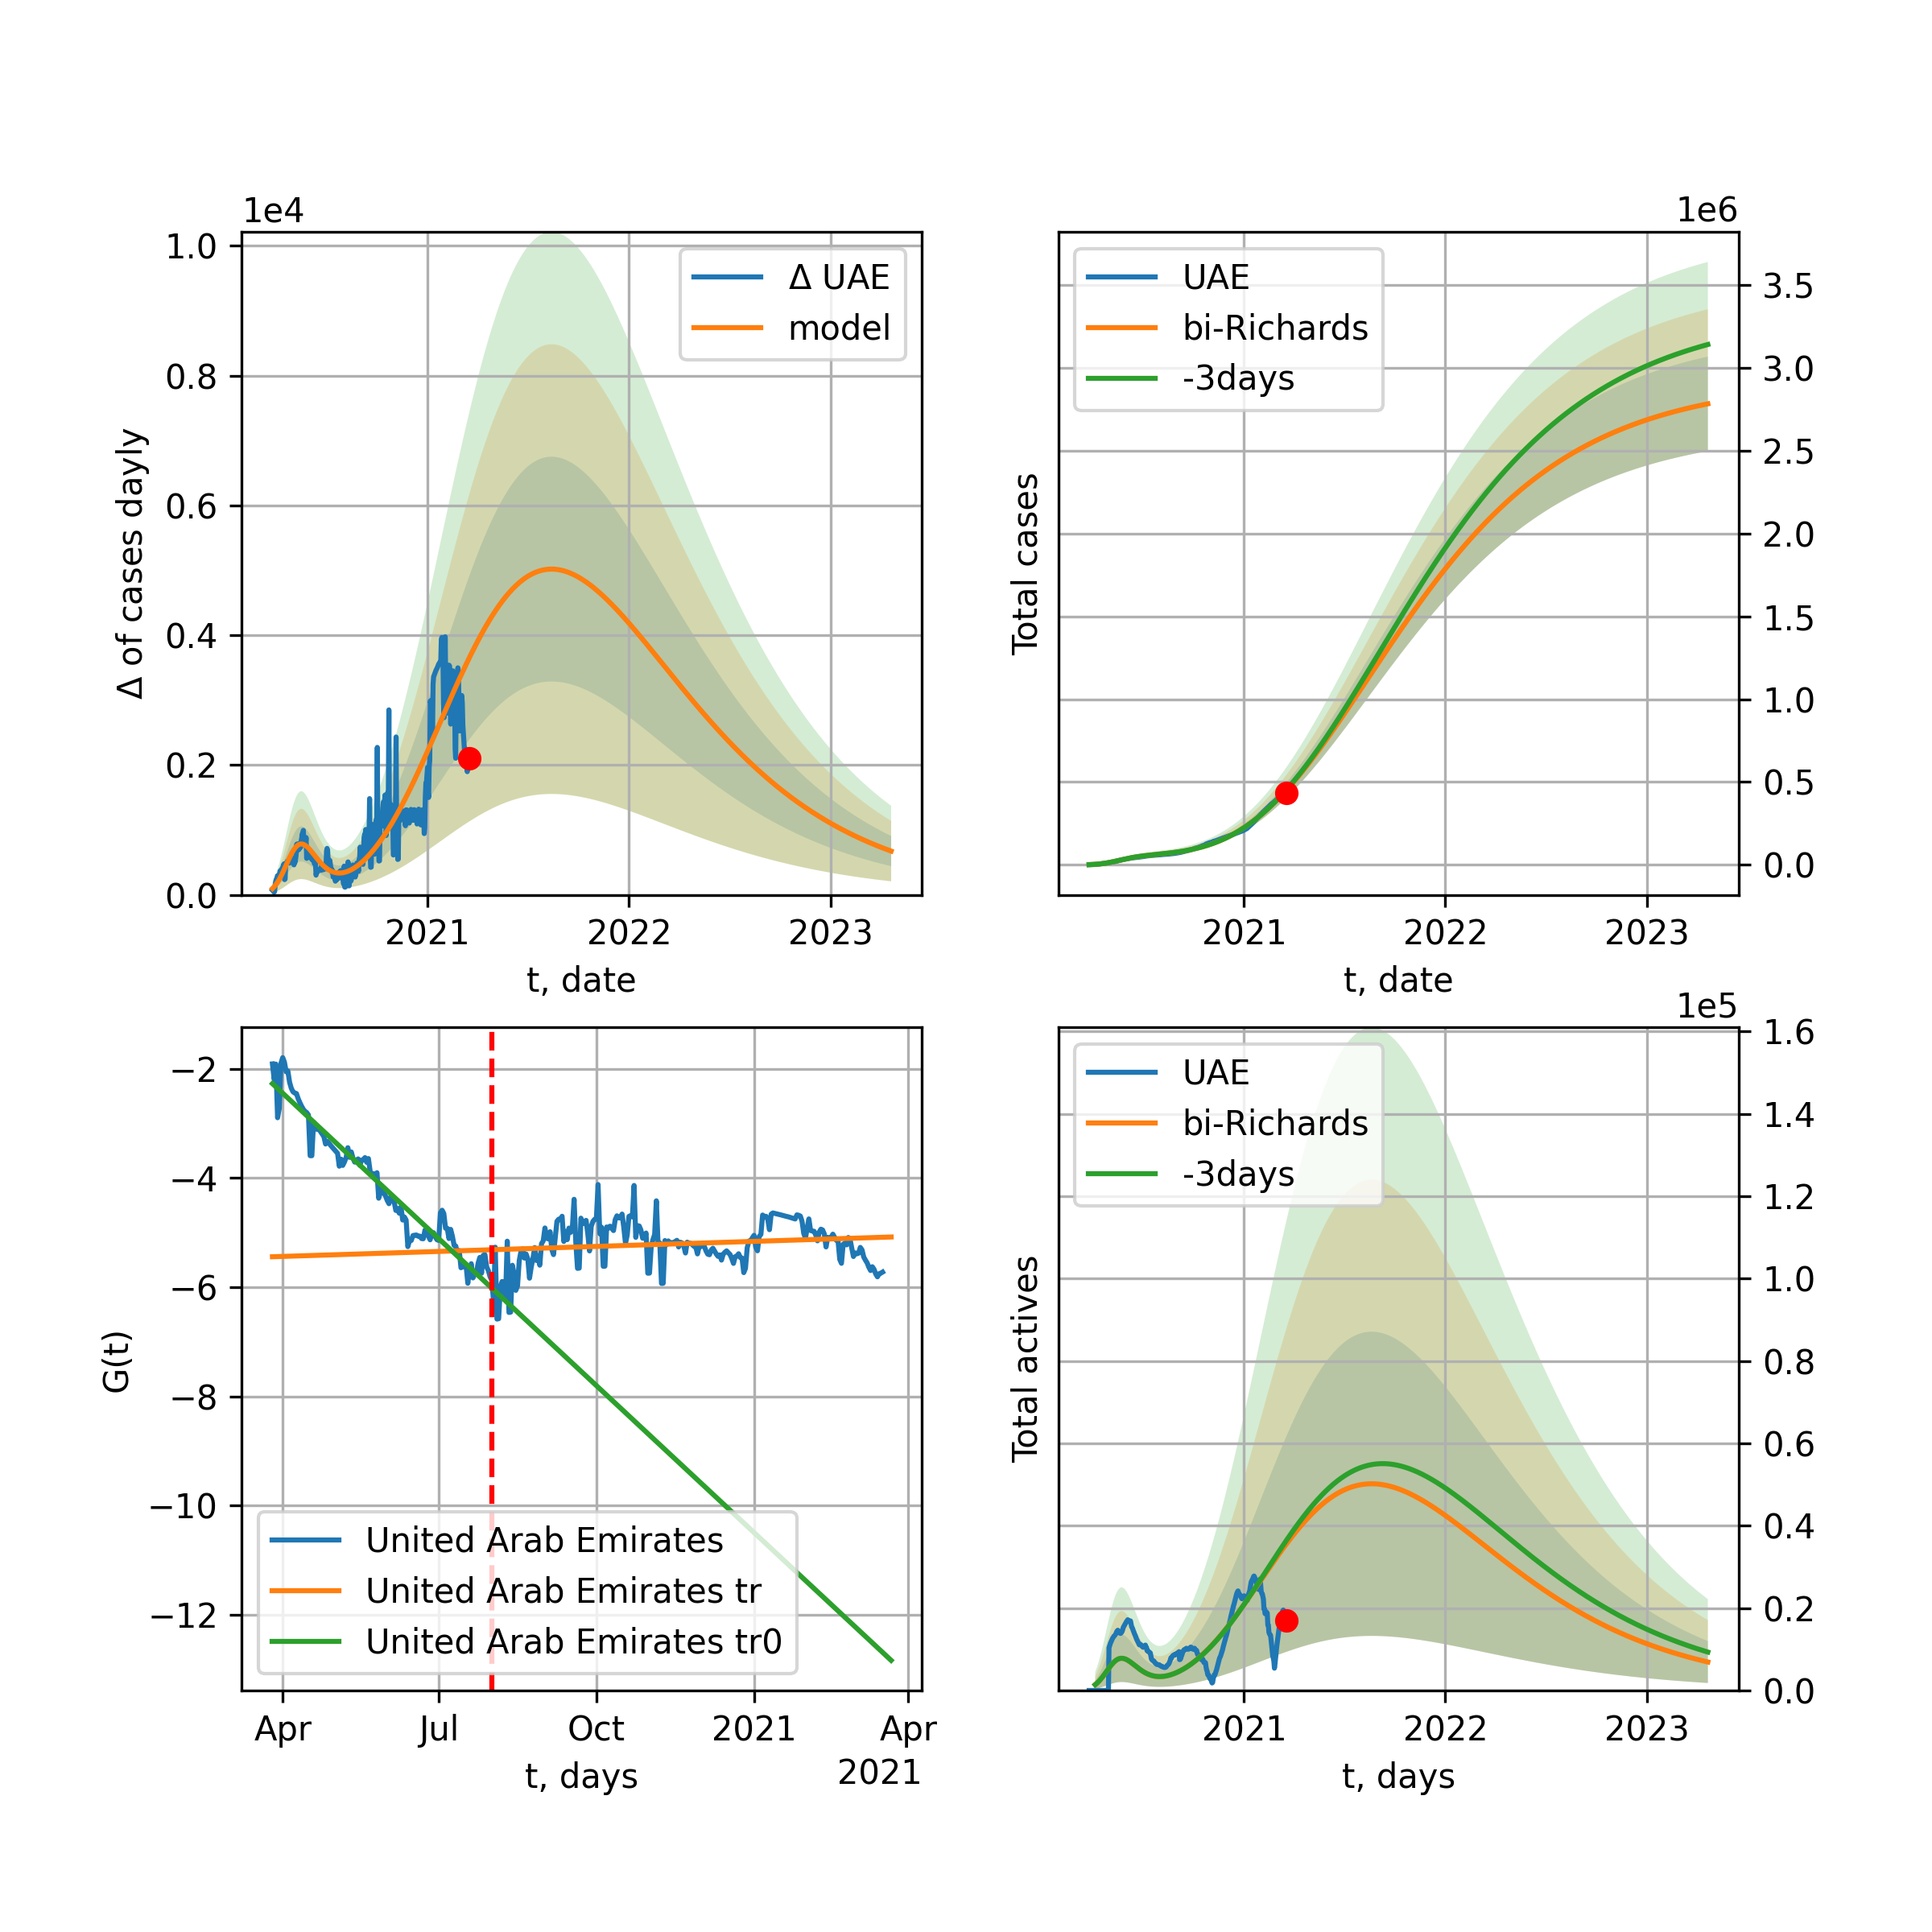 1e4
1.0
0.8
0.6
0.4
0.2
0.0
Δ of cases dayly
Δ UAE
model
2021 2022 2023
t, date
1e6
UAE
bi-Richards
-3days
Total cases
3.5
3.0
2.5
2.0
1.5
1.0
0.5
0.0
2021 2022 2023
t, date
−2
−4
−6
−8
−10
−12
G(t)
United Arab Emirates
United Arab Emirates tr
United Arab Emirates tr0
Apr Jul Oct 2021 Apr
2021
t, days
1e5
UAE
bi-Richards
-3days
Total actives
1.6
1.4
1.2
1.0
0.8
0.6
0.4
0.2
0.0
2021 2022 2023
t, days